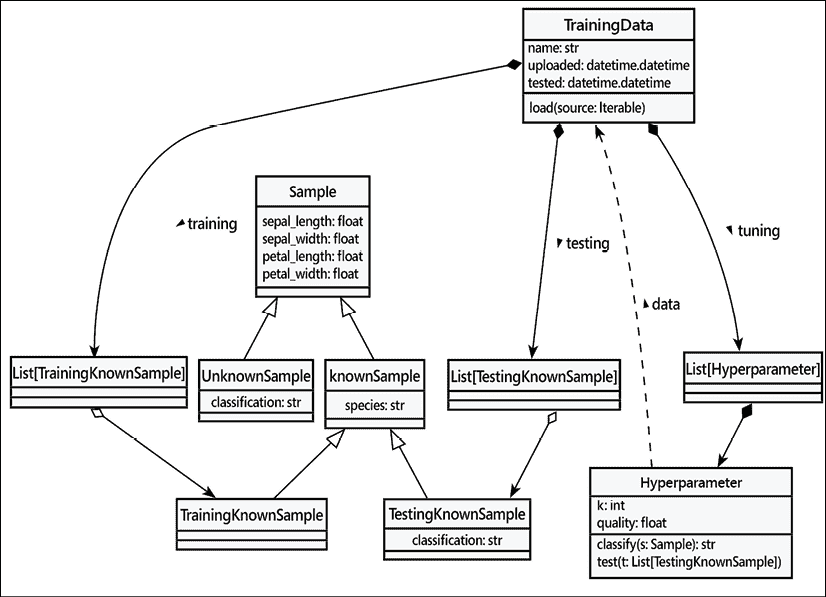 TrainingData
name: str
uploaded: datetime.datetime
tested: datetime.datetime
load(source: Iterable)
Sample
sepal_length: float
sepal_width: float
petal_length: float
petal_width: float
training
testing
tuning
data
List[TrainingKnownSample]
UnknownSample
classification: str
knownSample
species: str
List[TestingKnownSample]
List[Hyperparameter]
TrainingKnownSample
TestingKnownSample
classification: str
Hyperparameter
k: int
quality: float
classify(s: Sample): str
test(t: List[TestingKnownSample])